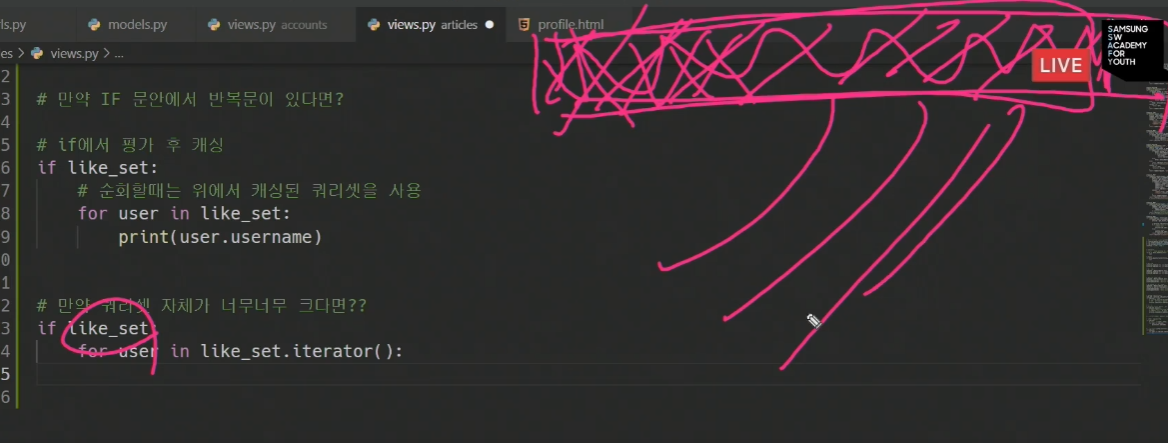 ls.py models.py views.py accounts views.py articles profile.html
es > views.py > ...
SAMSUNG
SW
ACADEMY
FOR
YOUTH
LIVE
2
3 # 만약 IF 문안에서 반복문이 있다면?
4
5 # if에서 평가 후 캐싱
6 if like_set:
7 # 순회할때는 위에서 캐싱된 쿼리셋을 사용
8 for user in like_set:
9 print(user.username)
0
1
2 # 만약 쿼리셋 자체가 너무너무 크다면??
3 if like_set:
4 for user in like_set.iterator():
5
6